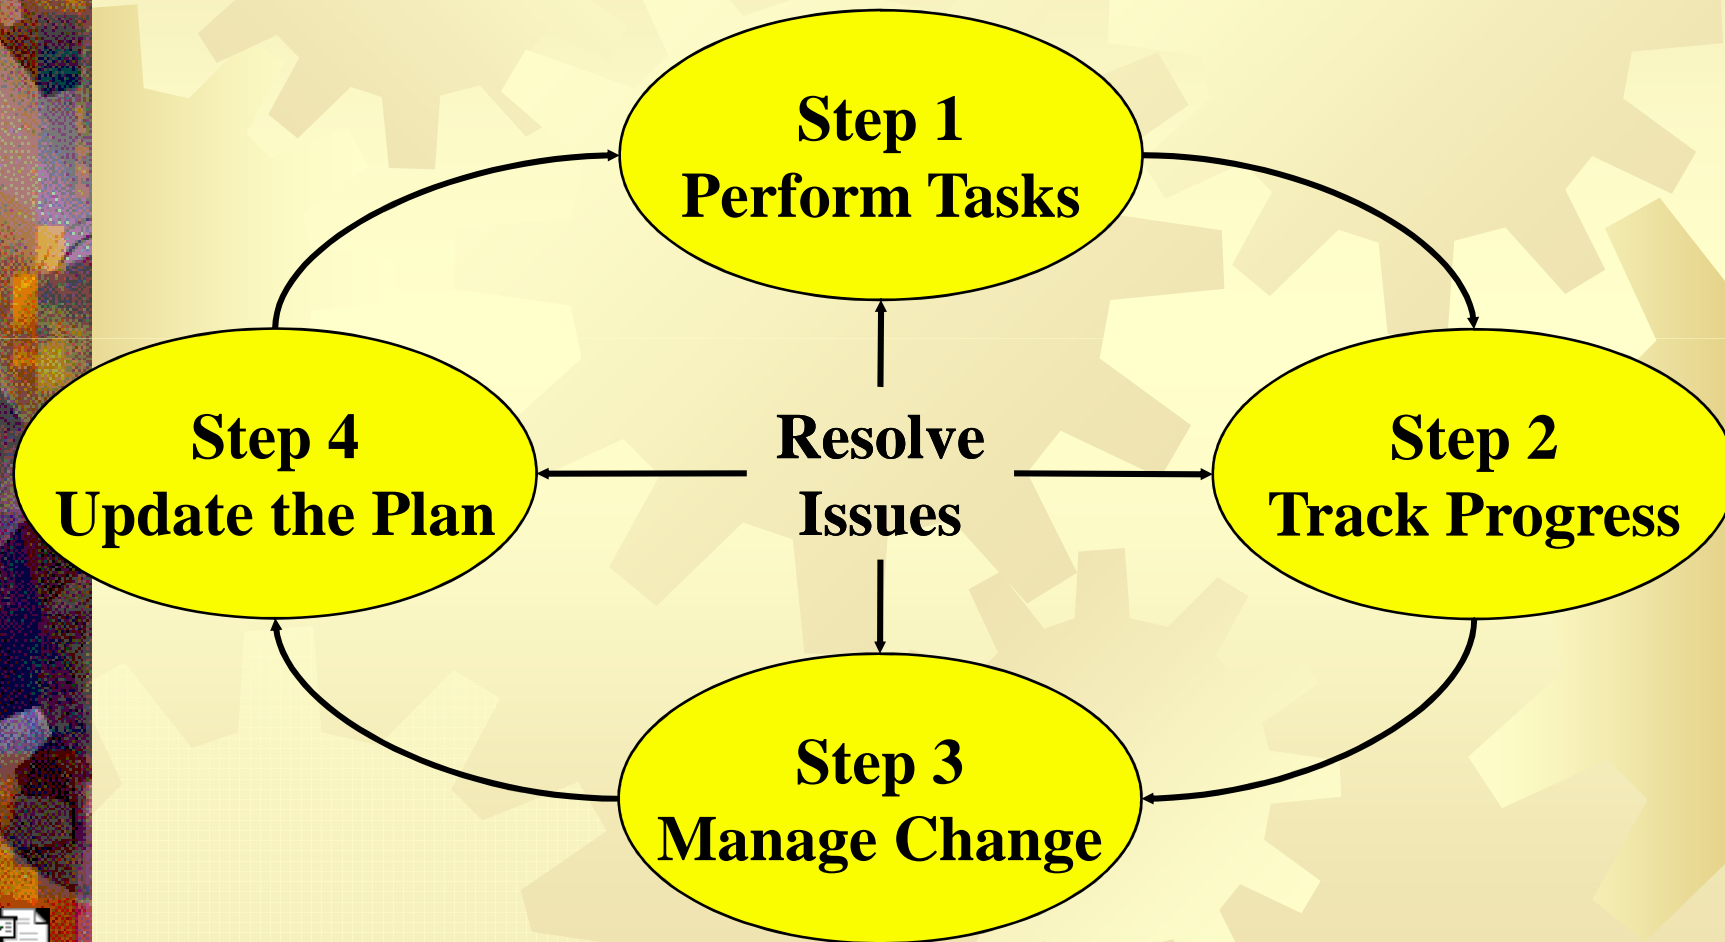 Step 1
Perform Tasks
Step 4
Update the Plan
Resolve
Issues
Step 2
Track Progress
Step 3
Manage Change